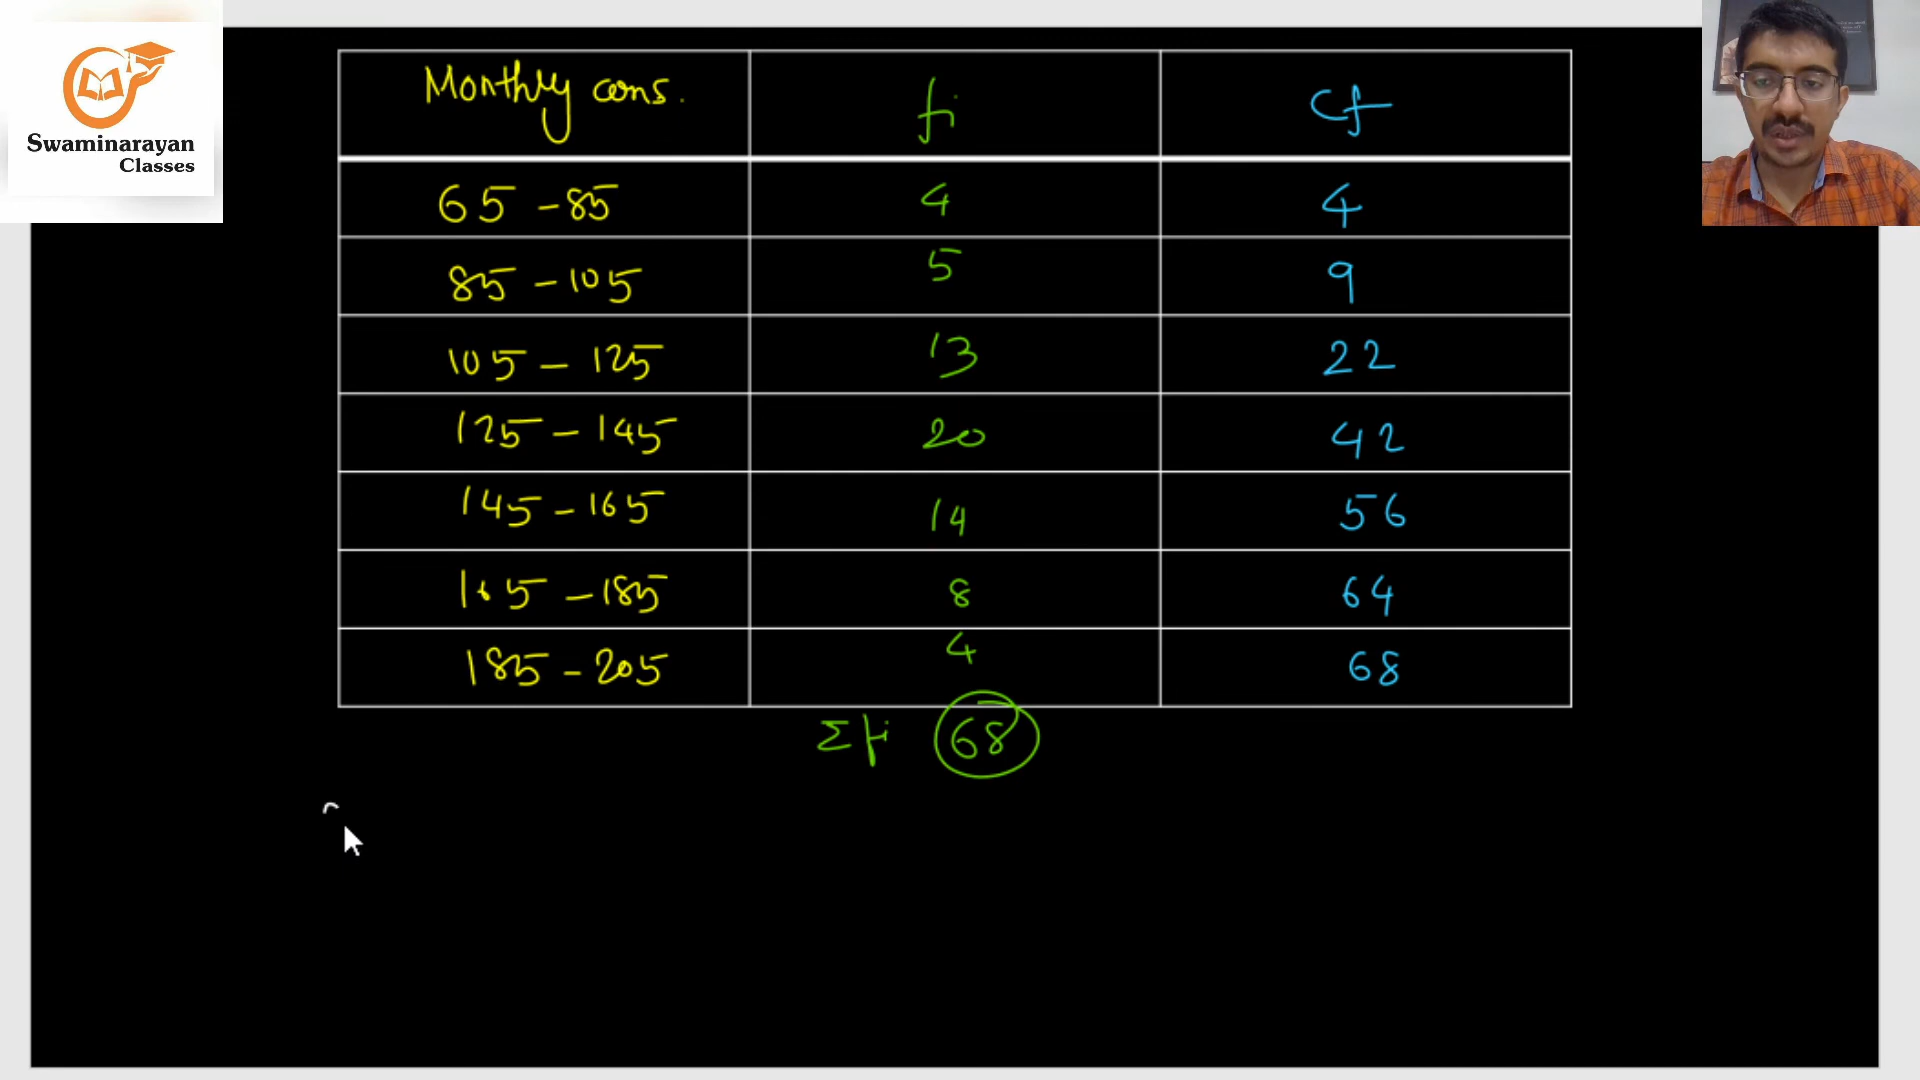 Swaminarayan
Classes
Monthly cons. fi cf
65 - 85 4 4
85 - 105 5 9
105 - 125 13 22
125 - 145 20 42
145 - 165 14 56
165 - 185 8 64
185 - 205 4 68
Σfi 68